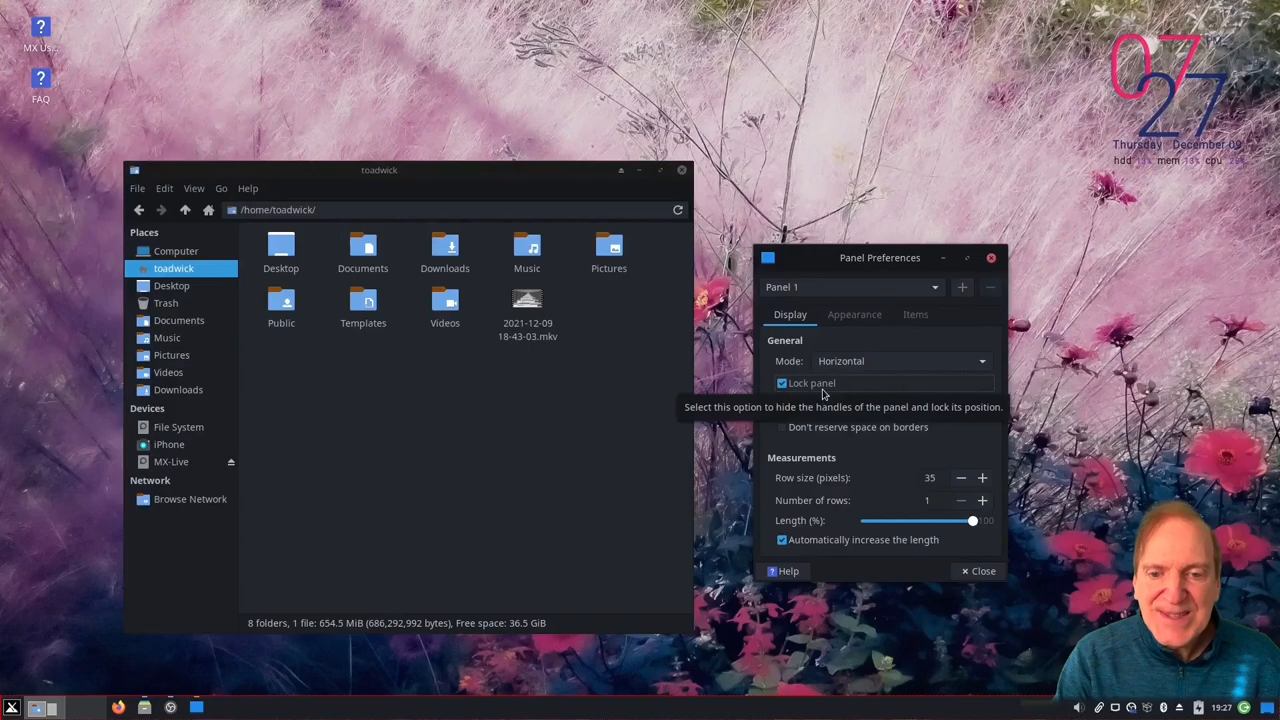 MX Us...
FAQ
07
27
Thursday December 09
hdd 13% mem 13% cpu
toadwick
File Edit View Go Help
/home/toadwick/
Places
Computer
toadwick
Desktop
Trash
Documents
Music
Pictures
Videos
Downloads
Devices
File System
iPhone
MX-Live
Network
Browse Network
Desktop Documents Downloads Music Pictures
Public Templates Videos 2021-12-09
18-43-03.mkv
8 folders, 1 file: 654.5 MiB (686,292,992 bytes), Free space: 36.5 GiB
Panel Preferences
Panel 1
Display Appearance Items
General
Mode: Horizontal
Lock panel
Select this option to hide the handles of the panel and lock its position.
Don't reserve space on borders
Measurements
Row size (pixels): 35
Number of rows: 1
Length (%): 100
Automatically increase the length
Help Close
19:27